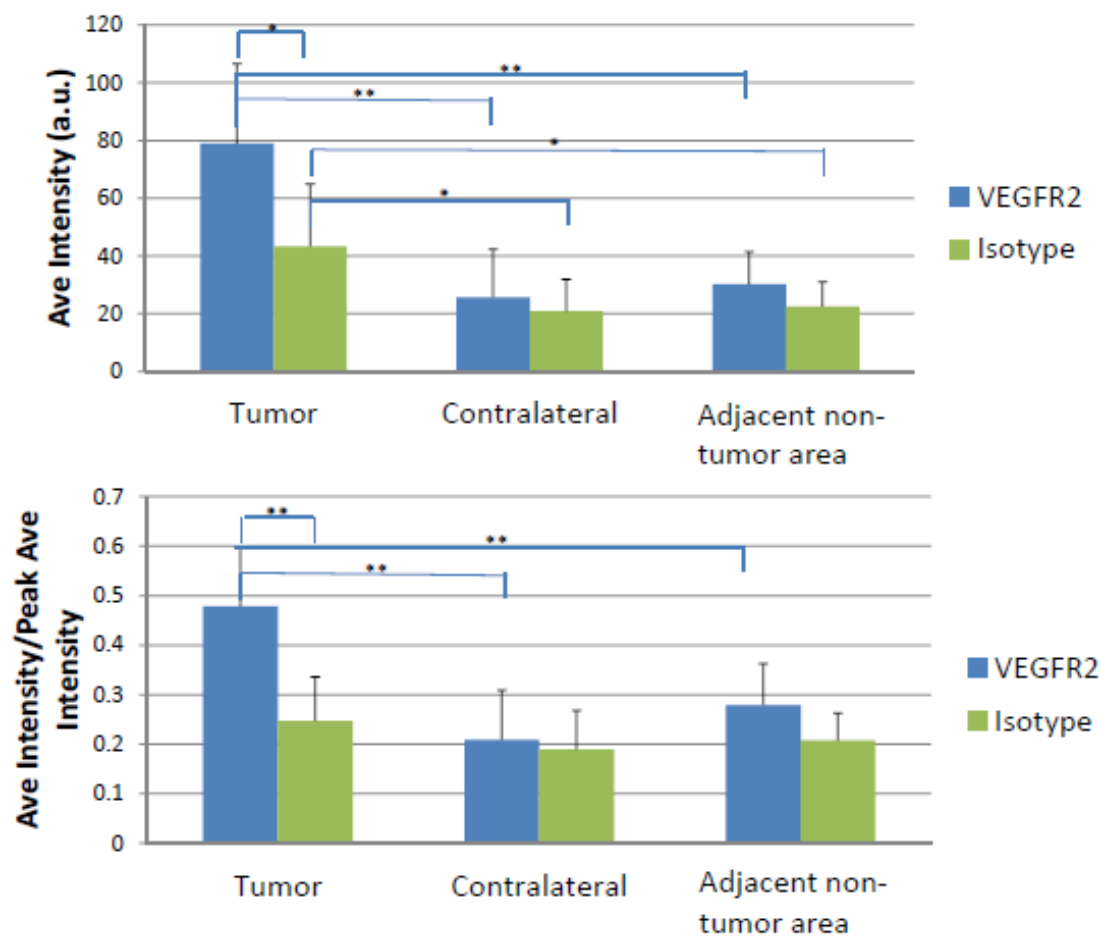 Ave Intensity (a.u.)
120
100
80
60
40
20
0
*
**
**
*
*
VEGFR2
Isotype
Tumor
Contralateral
Adjacent non-
tumor area
Ave Intensity/Peak Ave
Intensity
0.7
0.6
0.5
0.4
0.3
0.2
0.1
0
**
**
**
VEGFR2
Isotype
Tumor
Contralateral
Adjacent non-
tumor area